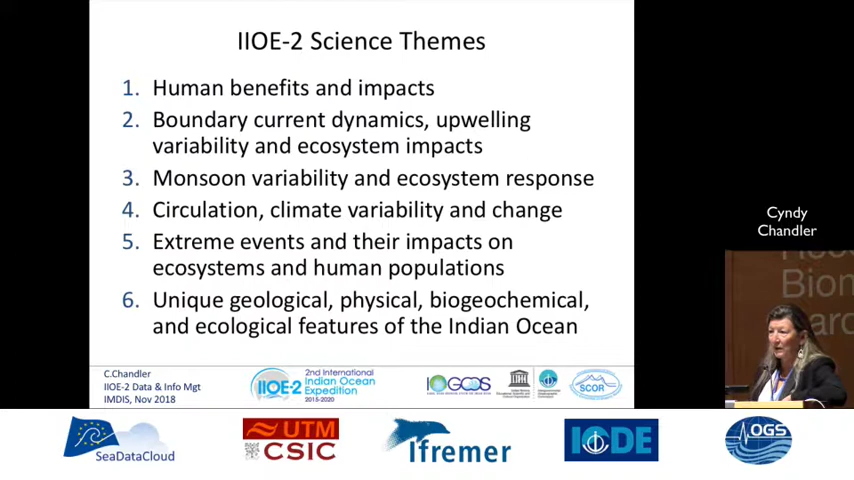 IIOE-2 Science Themes
1. Human benefits and impacts
2. Boundary current dynamics, upwelling
variability and ecosystem impacts
3. Monsoon variability and ecosystem response
4. Circulation, climate variability and change
5. Extreme events and their impacts on
ecosystems and human populations
6. Unique geological, physical, biogeochemical,
and ecological features of the Indian Ocean
C.Chandler
IIOE-2 Data & Info Mgt
IMDIS, Nov 2018
IIOE-2
2nd International
Indian Ocean
Expedition
2015-2020
IOGOOS
SCOR
Cyndy
Chandler
Biom
SeaDataCloud
UTM
CSIC
Ifremer
IODE
OGS